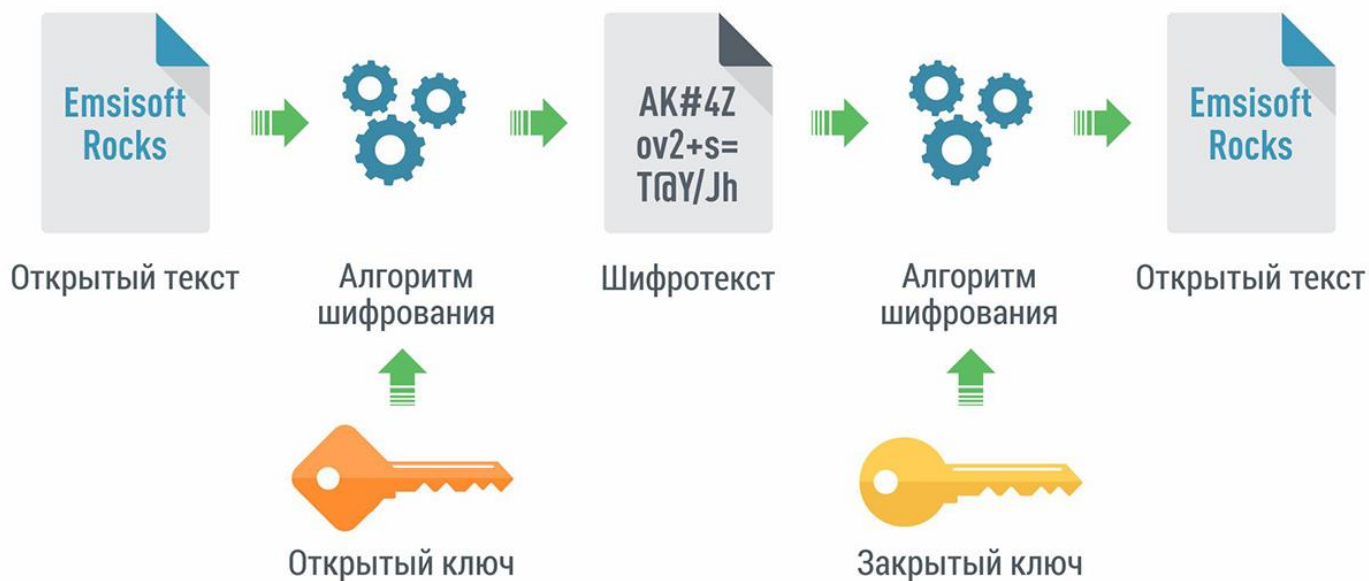 Emsisoft
Rocks
AK#4Z
ov2+s=
T@Y/Jh
Emsisoft
Rocks
Открытый текст
Алгоритм
шифрования
Шифротекст
Алгоритм
шифрования
Открытый текст
Открытый ключ
Закрытый ключ